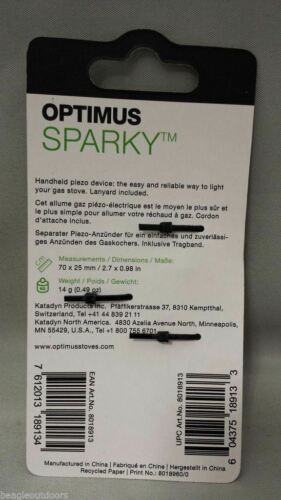 OPTIMUS
SPARKY™
Handheld piezo device: the easy and reliable way to light
your gas stove. Lanyard included.
Cet allume gaz piézo-électrique est le moyen le plus sûr et
le plus simple pour allumer votre réchaud à gaz. Cordon
d'attache inclus.
Separater Piezo-Anzünder für ein einfaches und zuverlässi-
ges Anzünden des Gaskochers. Inklusive Tragband.
Measurements / Dimensions / Maße:
70 x 25 mm / 2.7 x 0.98 in
Weight / Poids / Gewicht:
14 g (0.49 oz)
Katadyn Products Inc. Pfäffikerstrasse 37, 8310 Kemptthal,
Switzerland, Tel +41 44 839 21 11
Katadyn North America. 4830 Azelia Avenue North, Minneapolis,
MN 55429, U.S.A., Tel +1 800 755 6701
www.optimusstoves.com
7 612013 189134
EAN Art.No. 8018913
UPC Art.No. 8018913
6 04375 18913 3
Manufactured in China / Fabriqué en Chine / Hergestellt in China
Recycled Paper / Print No.: 8018960/0
© beagleoutdoors